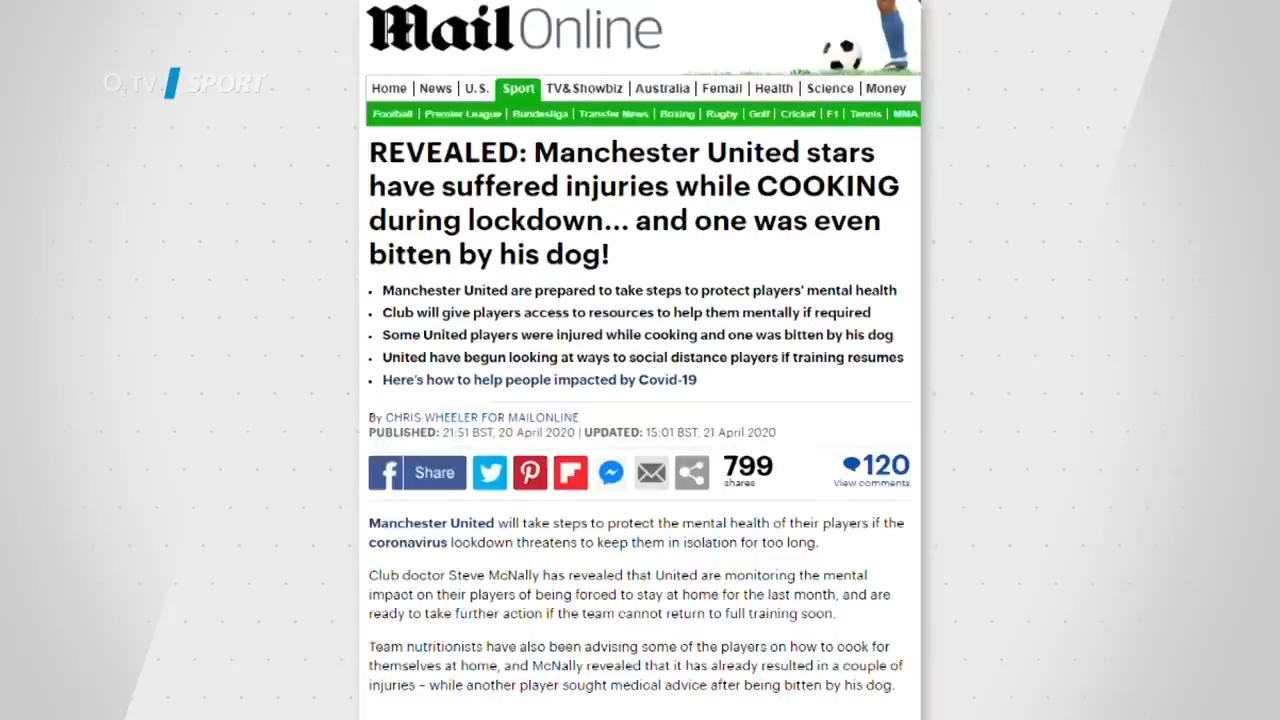 Mail Online
O2 TV SPORT
Home | News | U.S. | Sport | TV&Showbiz | Australia | Femail | Health | Science | Money
Football | Premier League | Bundesliga | Transfer News | Boxing | Rugby | Golf | Cricket | F1 | Tennis | MMA
REVEALED: Manchester United stars
have suffered injuries while COOKING
during lockdown... and one was even
bitten by his dog!
• Manchester United are prepared to take steps to protect players' mental health
• Club will give players access to resources to help them mentally if required
• Some United players were injured while cooking and one was bitten by his dog
• United have begun looking at ways to social distance players if training resumes
• Here's how to help people impacted by Covid-19
By CHRIS WHEELER FOR MAILONLINE
PUBLISHED: 21:51 BST, 20 April 2020 | UPDATED: 15:01 BST, 21 April 2020
f Share 799 120
shares View comments
Manchester United will take steps to protect the mental health of their players if the
coronavirus lockdown threatens to keep them in isolation for too long.
Club doctor Steve McNally has revealed that United are monitoring the mental
impact on their players of being forced to stay at home for the last month, and are
ready to take further action if the team cannot return to full training soon.
Team nutritionists have also been advising some of the players on how to cook for
themselves at home, and McNally revealed that it has already resulted in a couple of
injuries – while another player sought medical advice after being bitten by his dog.